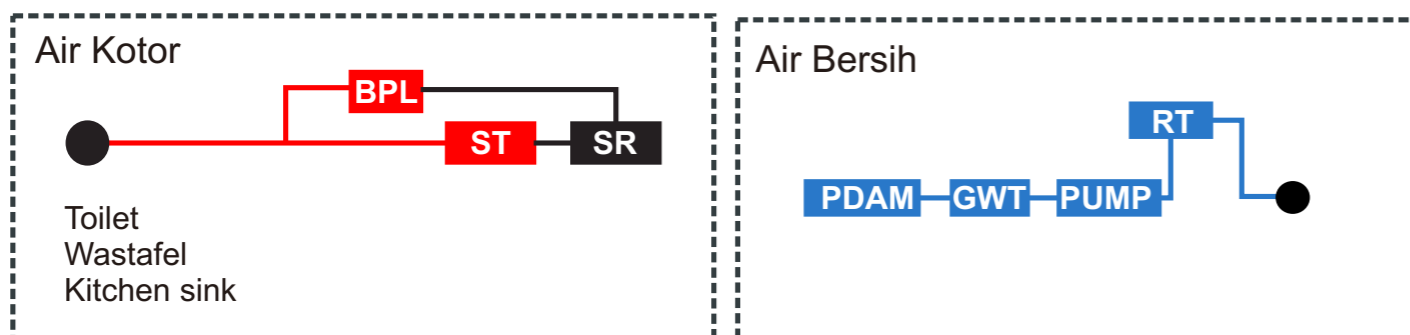 Air Kotor
BPL
ST
SR
Toilet
Wastafel
Kitchen sink
Air Bersih
RT
PDAM
GWT
PUMP